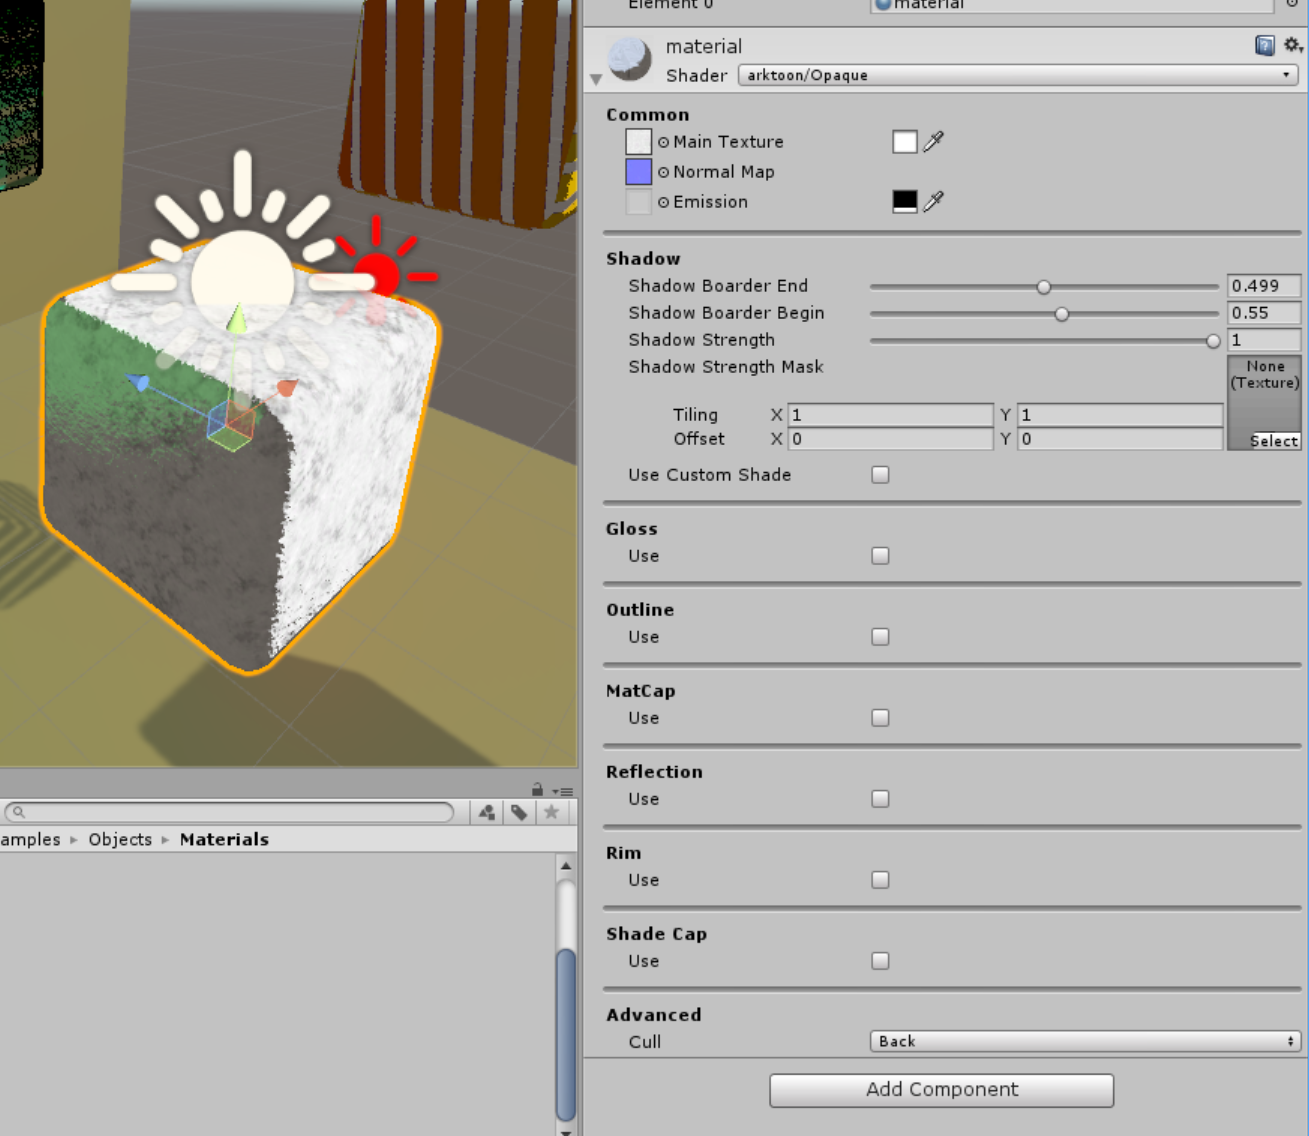 Element 0
material
material
Shader arktoon/Opaque
Common
Main Texture
Normal Map
Emission
Shadow
Shadow Boarder End 0.499
Shadow Boarder Begin 0.55
Shadow Strength 1
Shadow Strength Mask
None
(Texture)
Tiling X 1 Y 1
Offset X 0 Y 0
Select
Use Custom Shade
Gloss
Use
Outline
Use
MatCap
Use
Reflection
Use
Rim
Use
Shade Cap
Use
Advanced
Cull Back
Add Component
amples Objects Materials